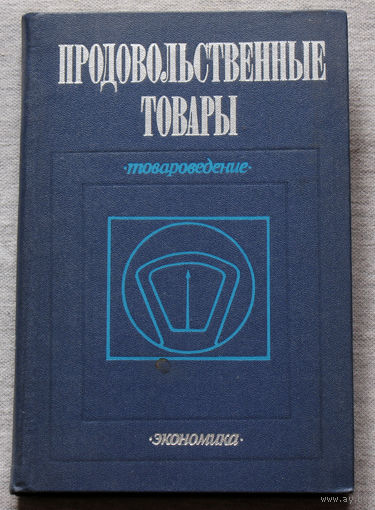 ПРОДОВОЛЬСТВЕННЫЕ
ТОВАРЫ
·товароведение·
·экономика·